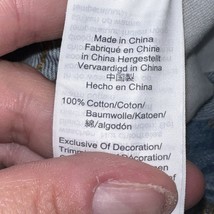 Made in China
Fabriqué en Chine
in China Hergestelt
Vervaardigd in China
中国製
Hecho en China
100% Cotton/Coton/
Baumwolle/Katoen/
綿/algodón
Exclusive Of Decoration/